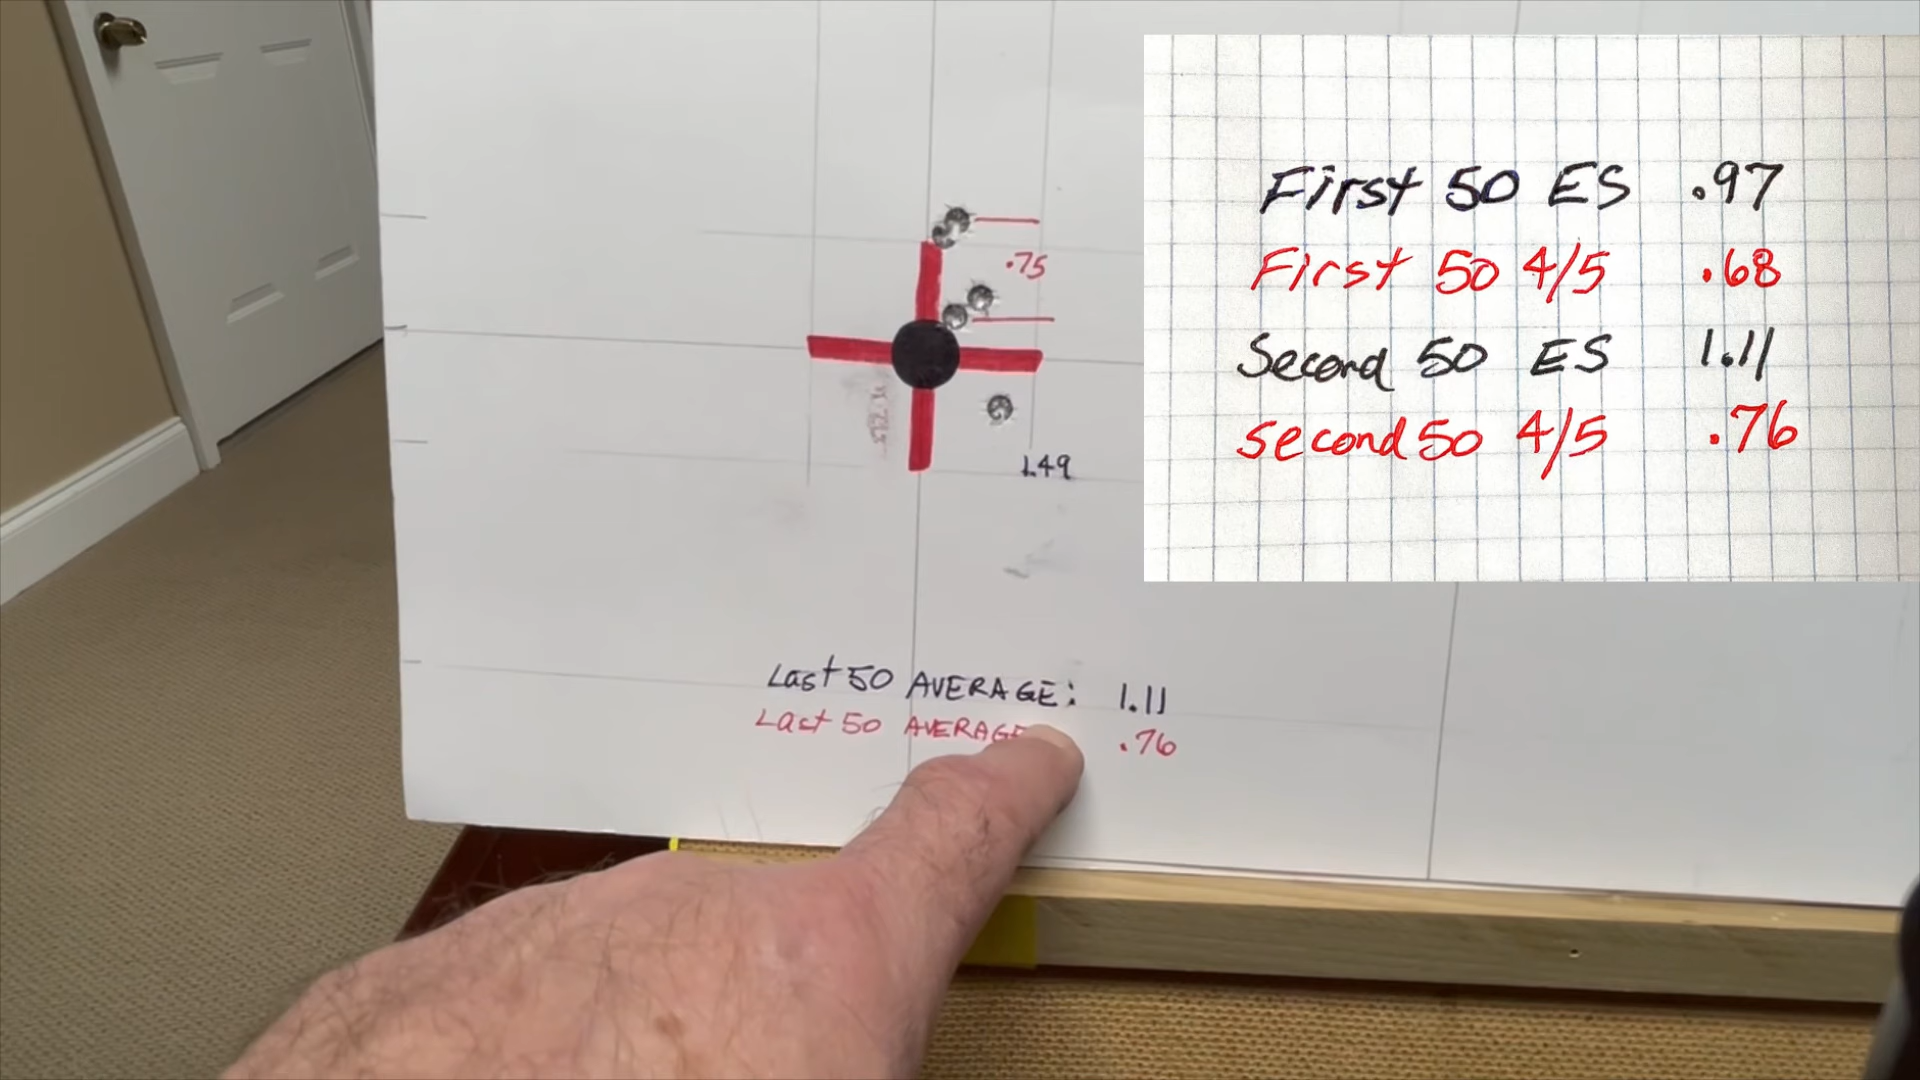 .75
1.49
Last 50 AVERAGE: 1.11
Last 50 AVERAGE .76
First 50 ES .97
First 50 4/5 .68
Second 50 ES 1.11
Second 50 4/5 .76